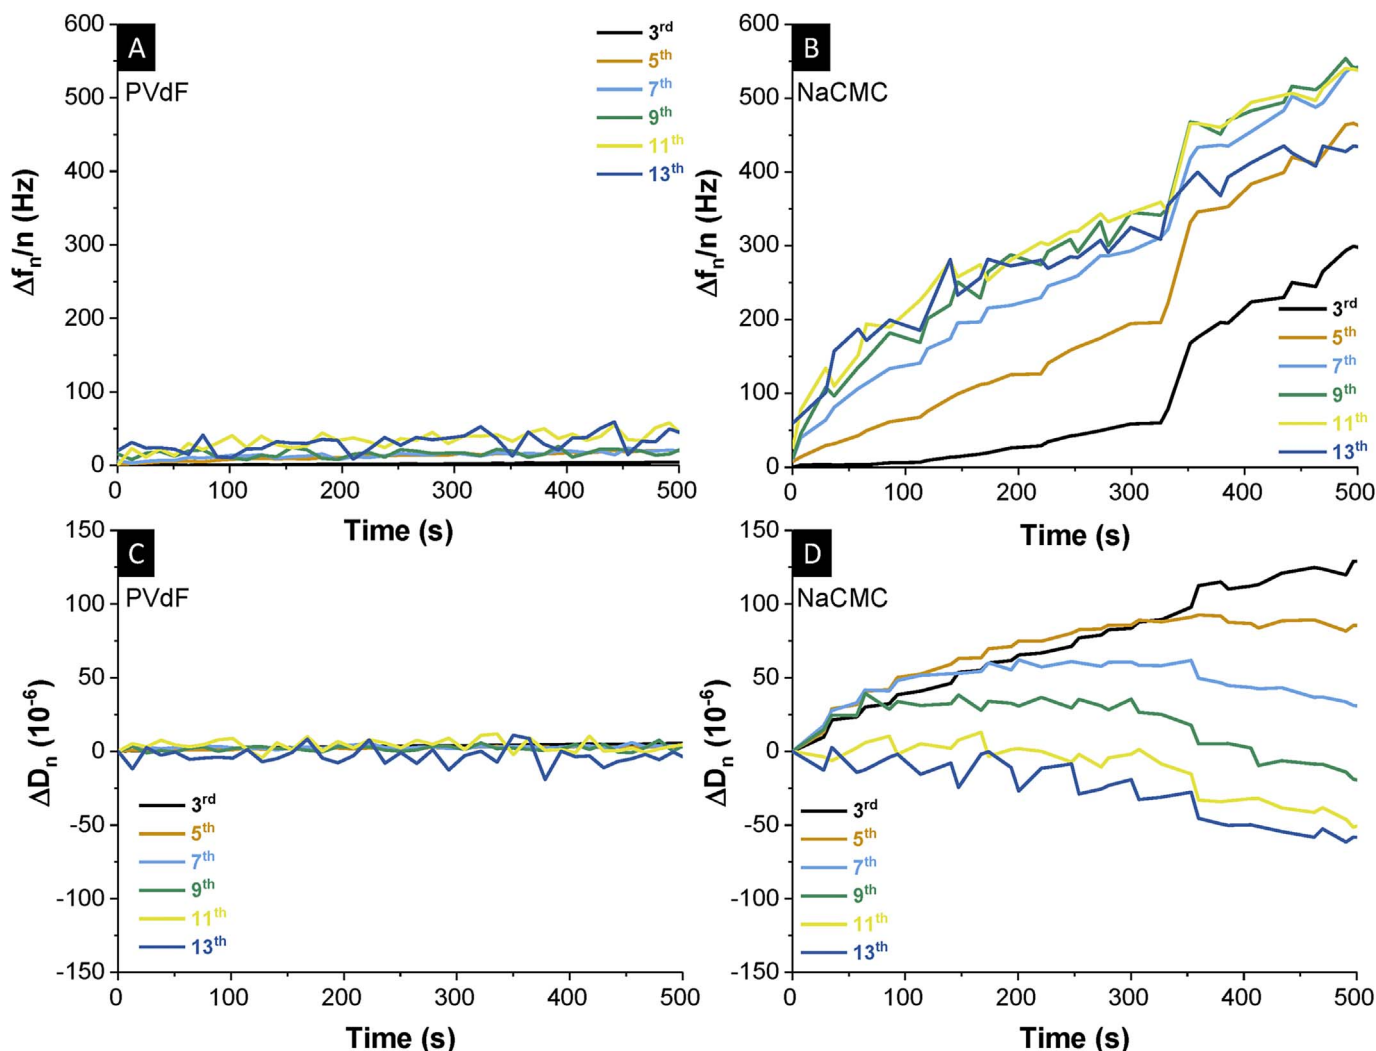 A
PVdF
600
500
400
300
200
100
0
Δfₙ/n (Hz)
0 100 200 300 400 500
Time (s)
3ʳᵈ
5ᵗʰ
7ᵗʰ
9ᵗʰ
11ᵗʰ
13ᵗʰ
B
NaCMC
600
500
400
300
200
100
0
Δfₙ/n (Hz)
0 100 200 300 400 500
Time (s)
3ʳᵈ
5ᵗʰ
7ᵗʰ
9ᵗʰ
11ᵗʰ
13ᵗʰ
C
PVdF
150
100
50
0
-50
-100
-150
ΔDₙ (10⁻⁶)
0 100 200 300 400 500
Time (s)
3ʳᵈ
5ᵗʰ
7ᵗʰ
9ᵗʰ
11ᵗʰ
13ᵗʰ
D
NaCMC
150
100
50
0
-50
-100
-150
ΔDₙ (10⁻⁶)
0 100 200 300 400 500
Time (s)
3ʳᵈ
5ᵗʰ
7ᵗʰ
9ᵗʰ
11ᵗʰ
13ᵗʰ